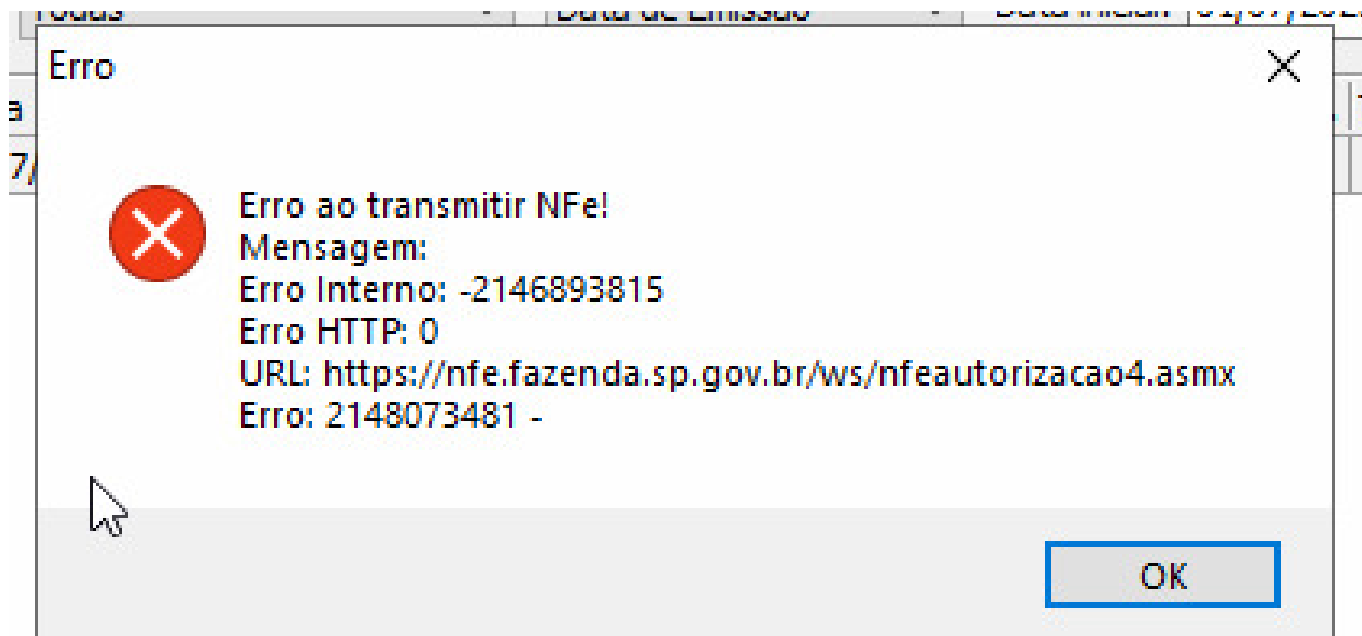 Erro
7/
Erro ao transmitir NFe!
Mensagem:
Erro Interno: -2146893815
Erro HTTP: 0
URL: https://nfe.fazenda.sp.gov.br/ws/nfeautorizacao4.asmx
Erro: 2148073481 -
OK